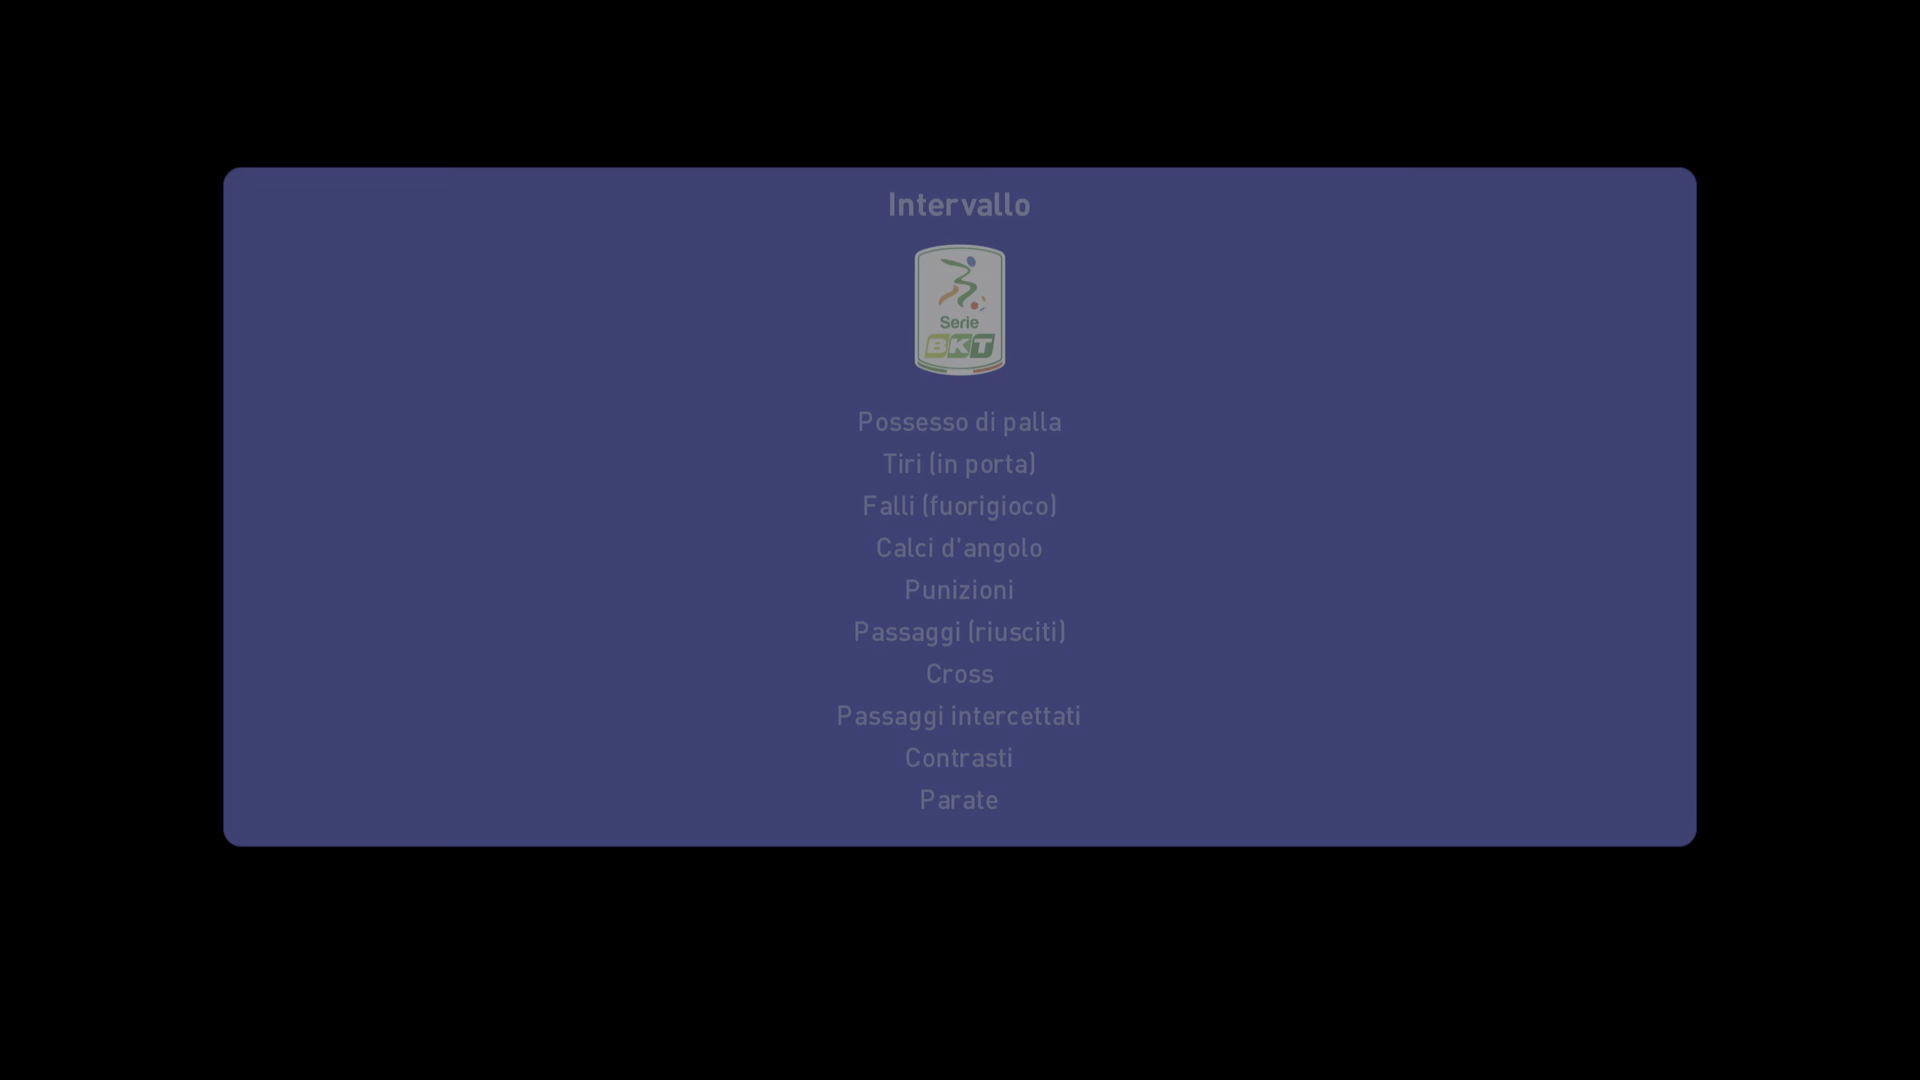 Intervallo
Serie
BKT
Possesso di palla
Tiri (in porta)
Falli (fuorigioco)
Calci d'angolo
Punizioni
Passaggi (riusciti)
Cross
Passaggi intercettati
Contrasti
Parate